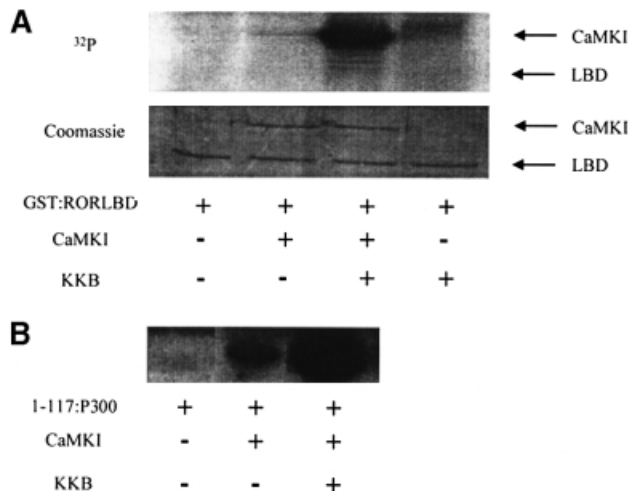 A
32P
CaMKI
LBD
Coomassie
CaMKI
LBD
GST:RORLBD + + + +
CaMKI - + + -
KKB - - + +
B
1-117:P300 + + +
CaMKI - + +
KKB - - +